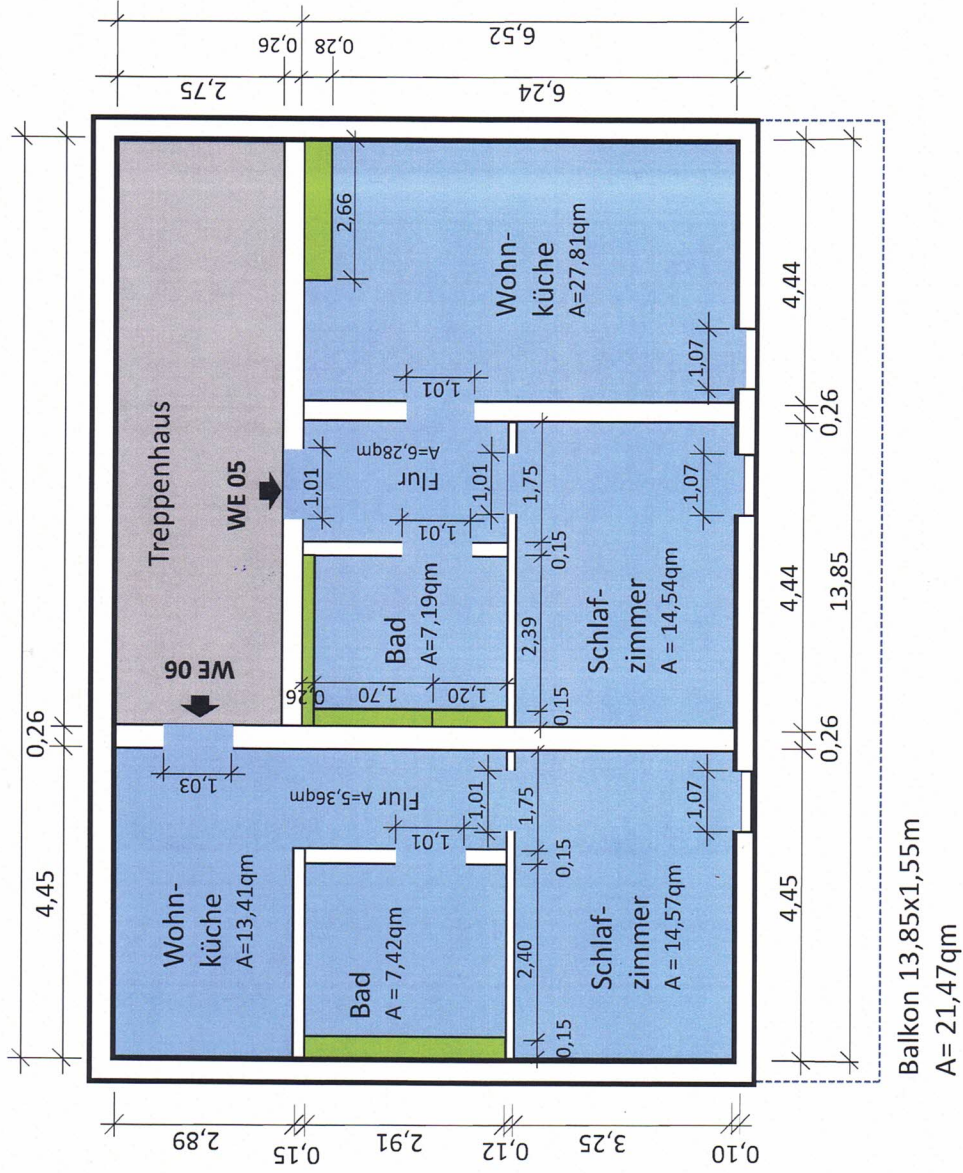 0,26
4,45
2,89
0,15
2,91
0,12
3,25
0,10
Wohn-
küche
A=13,41qm
1,03
WE 06
Treppenhaus
WE 05
2,75
0,26
0,28
6,24
6,52
Bad
A = 7,42qm
Flur A=5,36qm
1,01
1,01
0,26
1,70
1,20
Bad
A=7,19qm
1,01
1,01
Flur
A=6,28qm
1,01
1,01
2,99
Wohn-
küche
A=27,81qm
0,15
2,40
0,15
1,75
0,15
2,39
0,15
1,75
Schlaf-
zimmer
A = 14,57qm
1,07
Schlaf-
zimmer
A = 14,54qm
1,07
1,07
4,45
0,26
4,44
0,26
4,44
13,85
Balkon 13,85x1,55m
A= 21,47qm